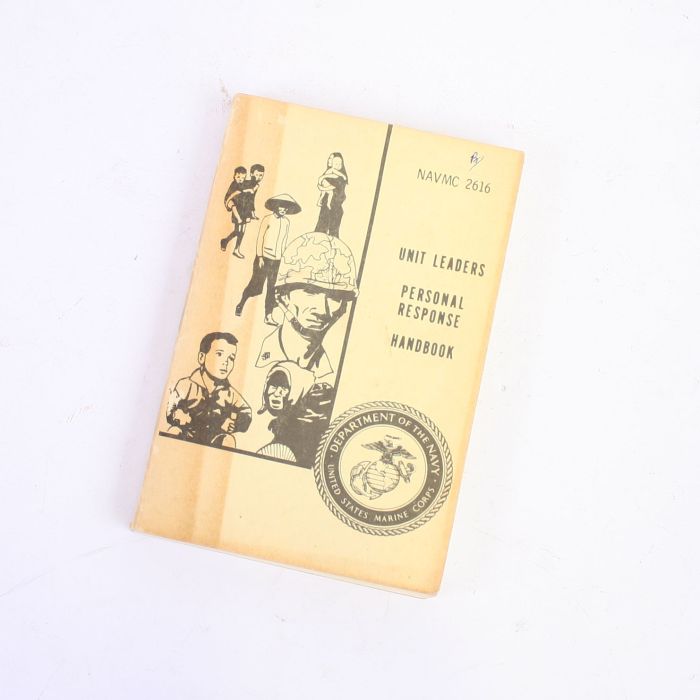 NAVMC 2616
UNIT LEADERS
PERSONAL
RESPONSE
HANDBOOK
· DEPARTMENT OF THE NAVY ·
UNITED STATES MARINE CORPS